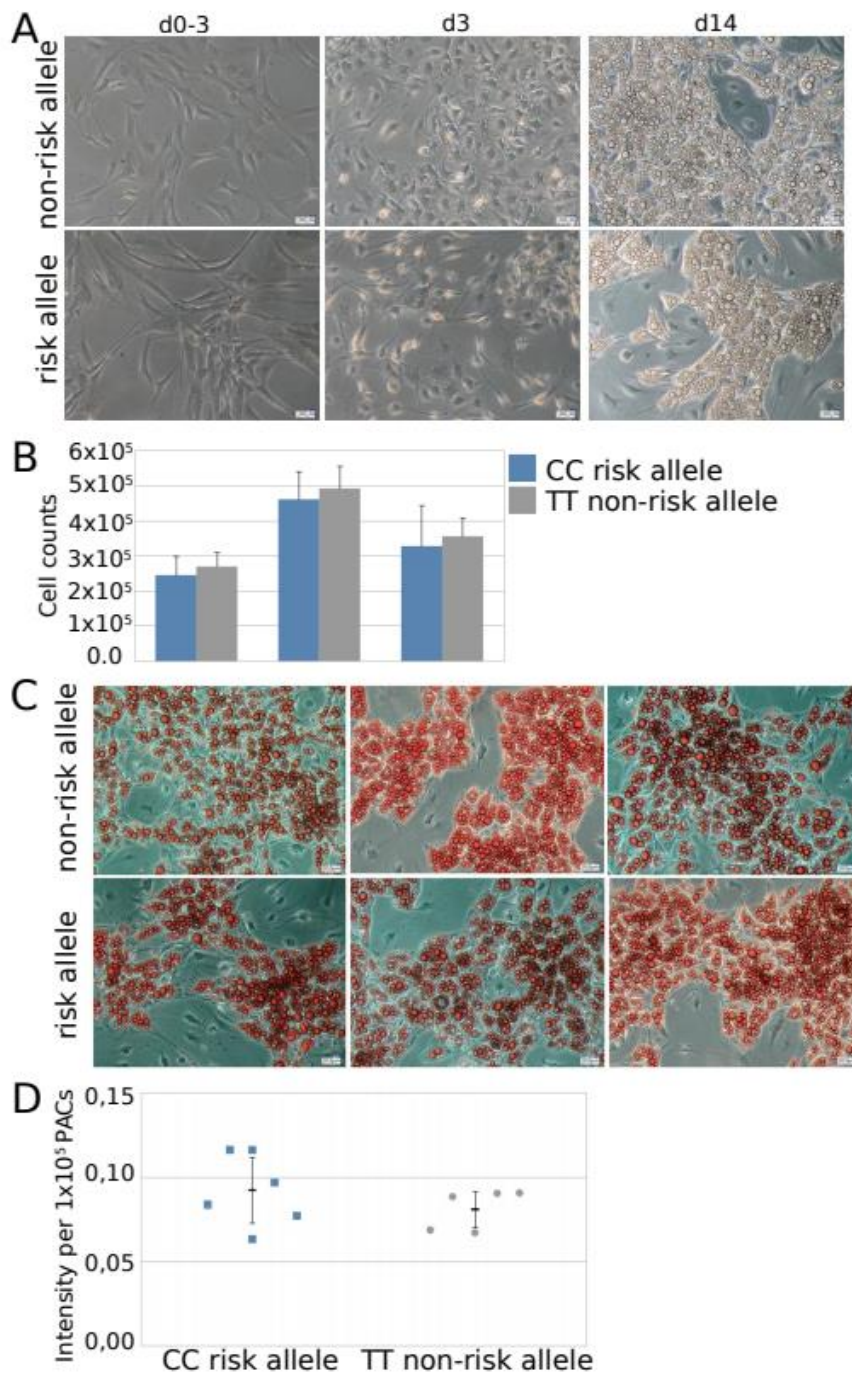 A
d0-3
d3
d14
non-risk allele
risk allele
B
Cell counts
6x10⁵
5x10⁵
4x10⁵
3x10⁵
2x10⁵
1x10⁵
0.0
CC risk allele
TT non-risk allele
C
non-risk allele
risk allele
D
Intensity per 1x10⁵ PACs
0,15
0,10
0,05
0,00
CC risk allele
TT non-risk allele